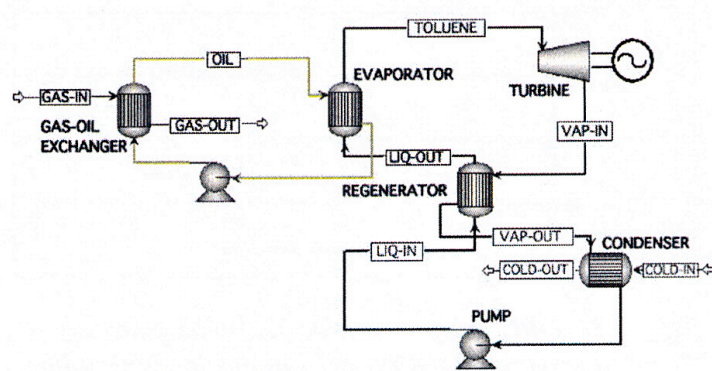 TOLUENE
OIL
EVAPORATOR
TURBINE
GAS-IN
GAS-OUT
GAS-OIL
EXCHANGER
VAP-IN
LIQ-OUT
REGENERATOR
VAP-OUT
LIQ-IN
CONDENSER
COLD-OUT
COLD-IN
PUMP